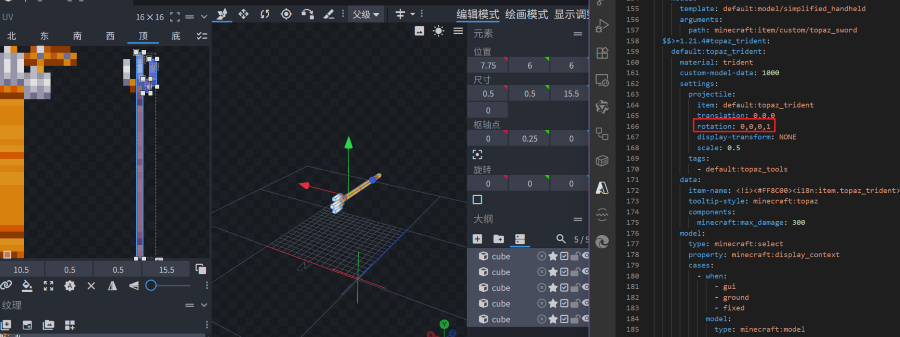 UV
16×16
北 东 南 西 顶 底
10.5 0.5 0.5 15.5
纹理
父级
编辑模式 绘画模式 显示调
元素
位置
7.75 6 6
尺寸
0.5 0.5 15.5
0
枢轴点
0 0.25 0
旋转
0 0 0
大纲
5 / 5
cube
cube
cube
cube
cube
155 template: default:model/simplified_handheld
156 arguments:
157 path: minecraft:item/custom/topaz_sword
158 $$>=1.21.4#topaz_trident:
159 default:topaz_trident:
160 material: trident
161 custom-model-data: 1000
162 settings:
163 projectile:
164 item: default:topaz_trident
165 translation: 0,0,0
166 rotation: 0,0,0,1
167 display-transform: NONE
168 scale: 0.5
169 tags:
170 - default:topaz_tools
171 data:
172 item-name: <!i><#FF8C00><i18n:item.topaz_trident>
173 tooltip-style: minecraft:topaz
174 components:
175 minecraft:max_damage: 300
176 model:
177 type: minecraft:select
178 property: minecraft:display_context
179 cases:
180 - when:
181 - gui
182 - ground
183 - fixed
184 model:
185 type: minecraft:model